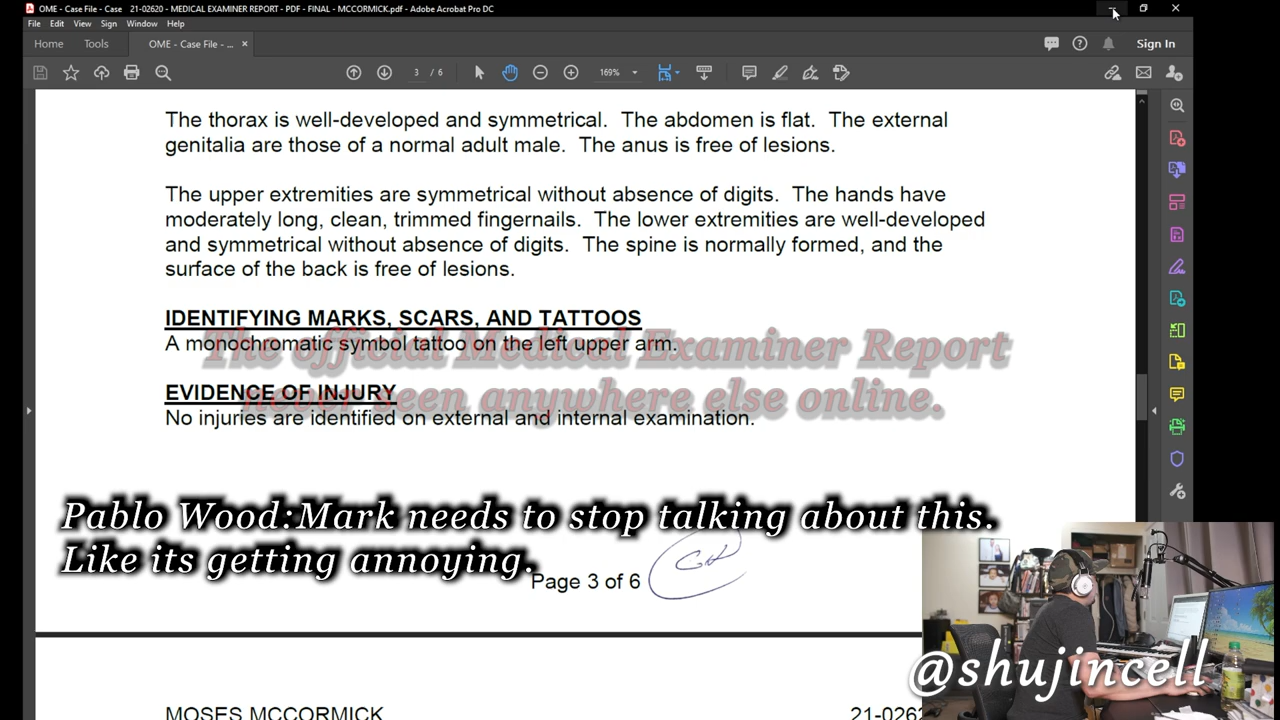 OME - Case File - Case   21-02620 - MEDICAL EXAMINER REPORT - PDF - FINAL - MCCORMICK.pdf - Adobe Acrobat Pro DC
File Edit View Sign Window Help
Home Tools OME - Case File - ... × Sign In
3 / 6 169%
The thorax is well-developed and symmetrical.  The abdomen is flat.  The external
genitalia are those of a normal adult male.  The anus is free of lesions.
The upper extremities are symmetrical without absence of digits.  The hands have
moderately long, clean, trimmed fingernails.  The lower extremities are well-developed
and symmetrical without absence of digits.  The spine is normally formed, and the
surface of the back is free of lesions.
IDENTIFYING MARKS, SCARS, AND TATTOOS
A monochromatic symbol tattoo on the left upper arm.
The official Medical Examiner Report
never seen anywhere else online.
EVIDENCE OF INJURY
No injuries are identified on external and internal examination.
Pablo Wood:Mark needs to stop talking about this.
Like its getting annoying.
Page 3 of 6
@shujincell
MOSES MCCORMICK 21-0262